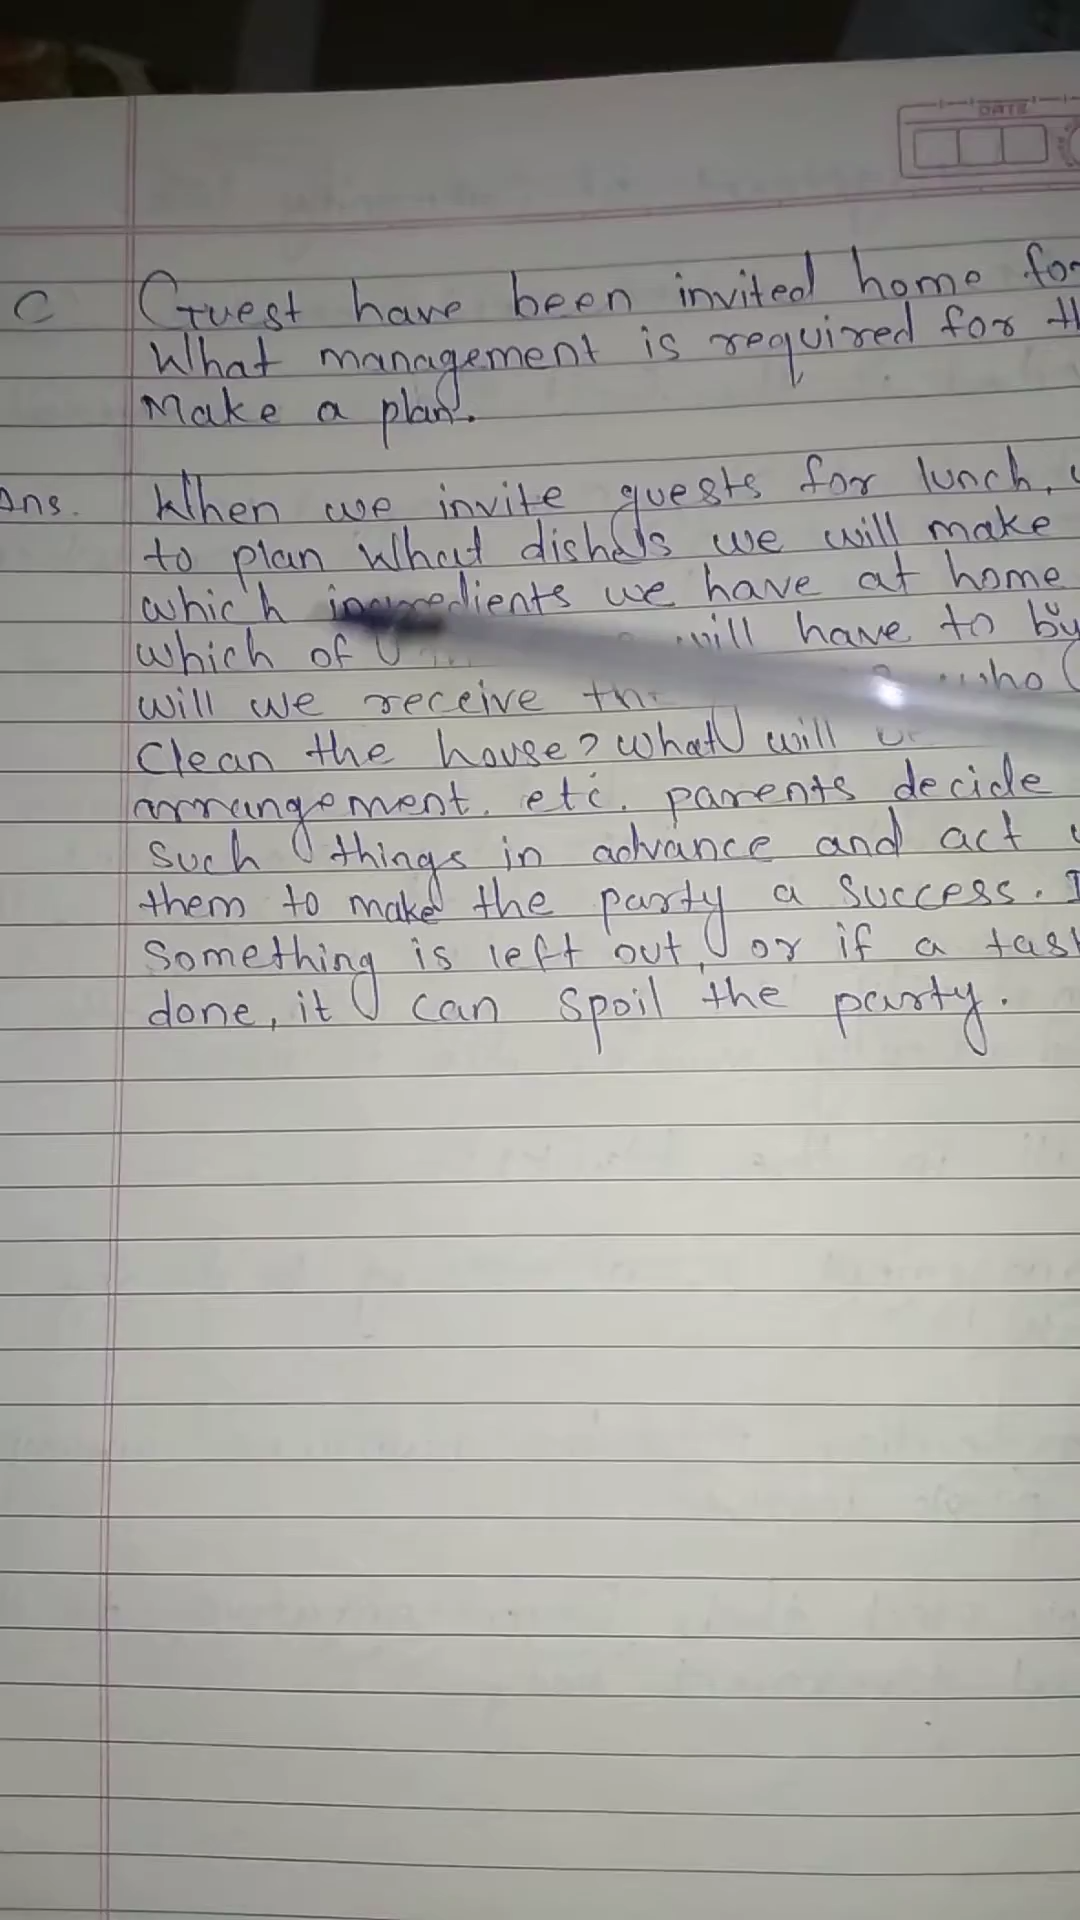 DATE
C Guest have been invited home for
What management is required for
Make a plan.
Ans. When we invite guests for lunch,
to plan What dishes we will make
which ingredients we have at home
which of will have to by
will we receive who
Clean the house? what will
arrangement. etc. parents decide
Such things in advance and act
them to make the party a success.
Something is left out, or if a
done, it can spoil the party.